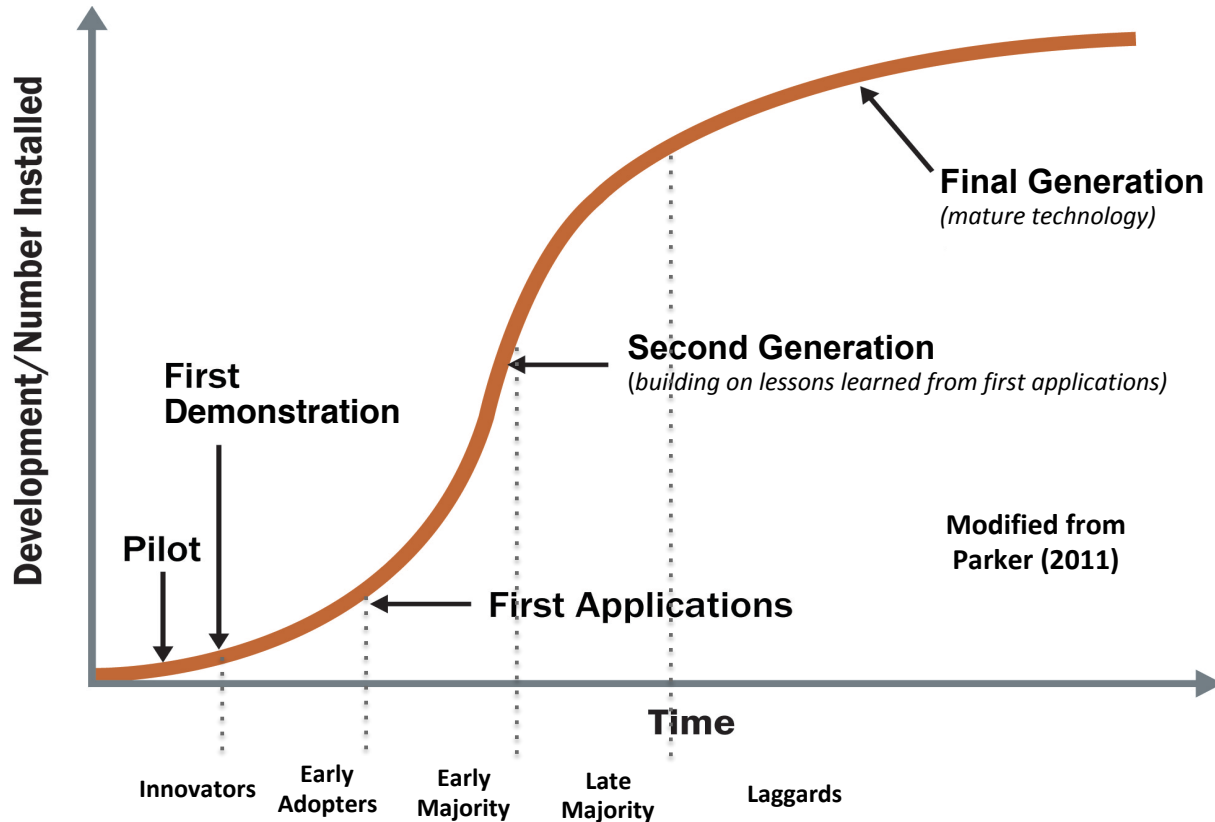 Development/Number Installed
First
Demonstration
Pilot
First Applications
Second Generation
(building on lessons learned from first applications)
Final Generation
(mature technology)
Modified from
Parker (2011)
Time
Innovators
Early
Adopters
Early
Majority
Late
Majority
Laggards